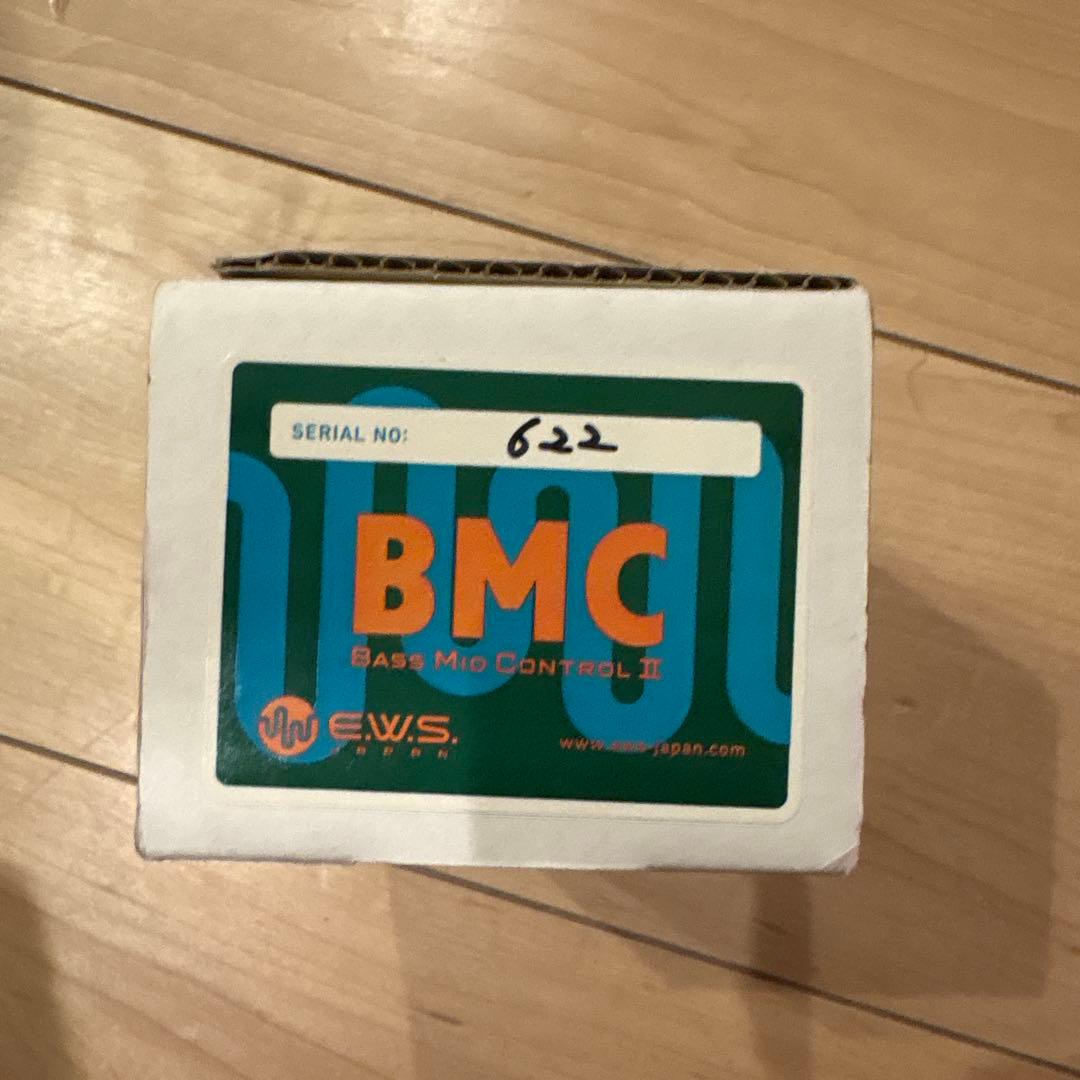 SERIAL NO: 622
BMC
BASS MID CONTROL II
E.W.S.
JAPAN
www.ews-japan.com